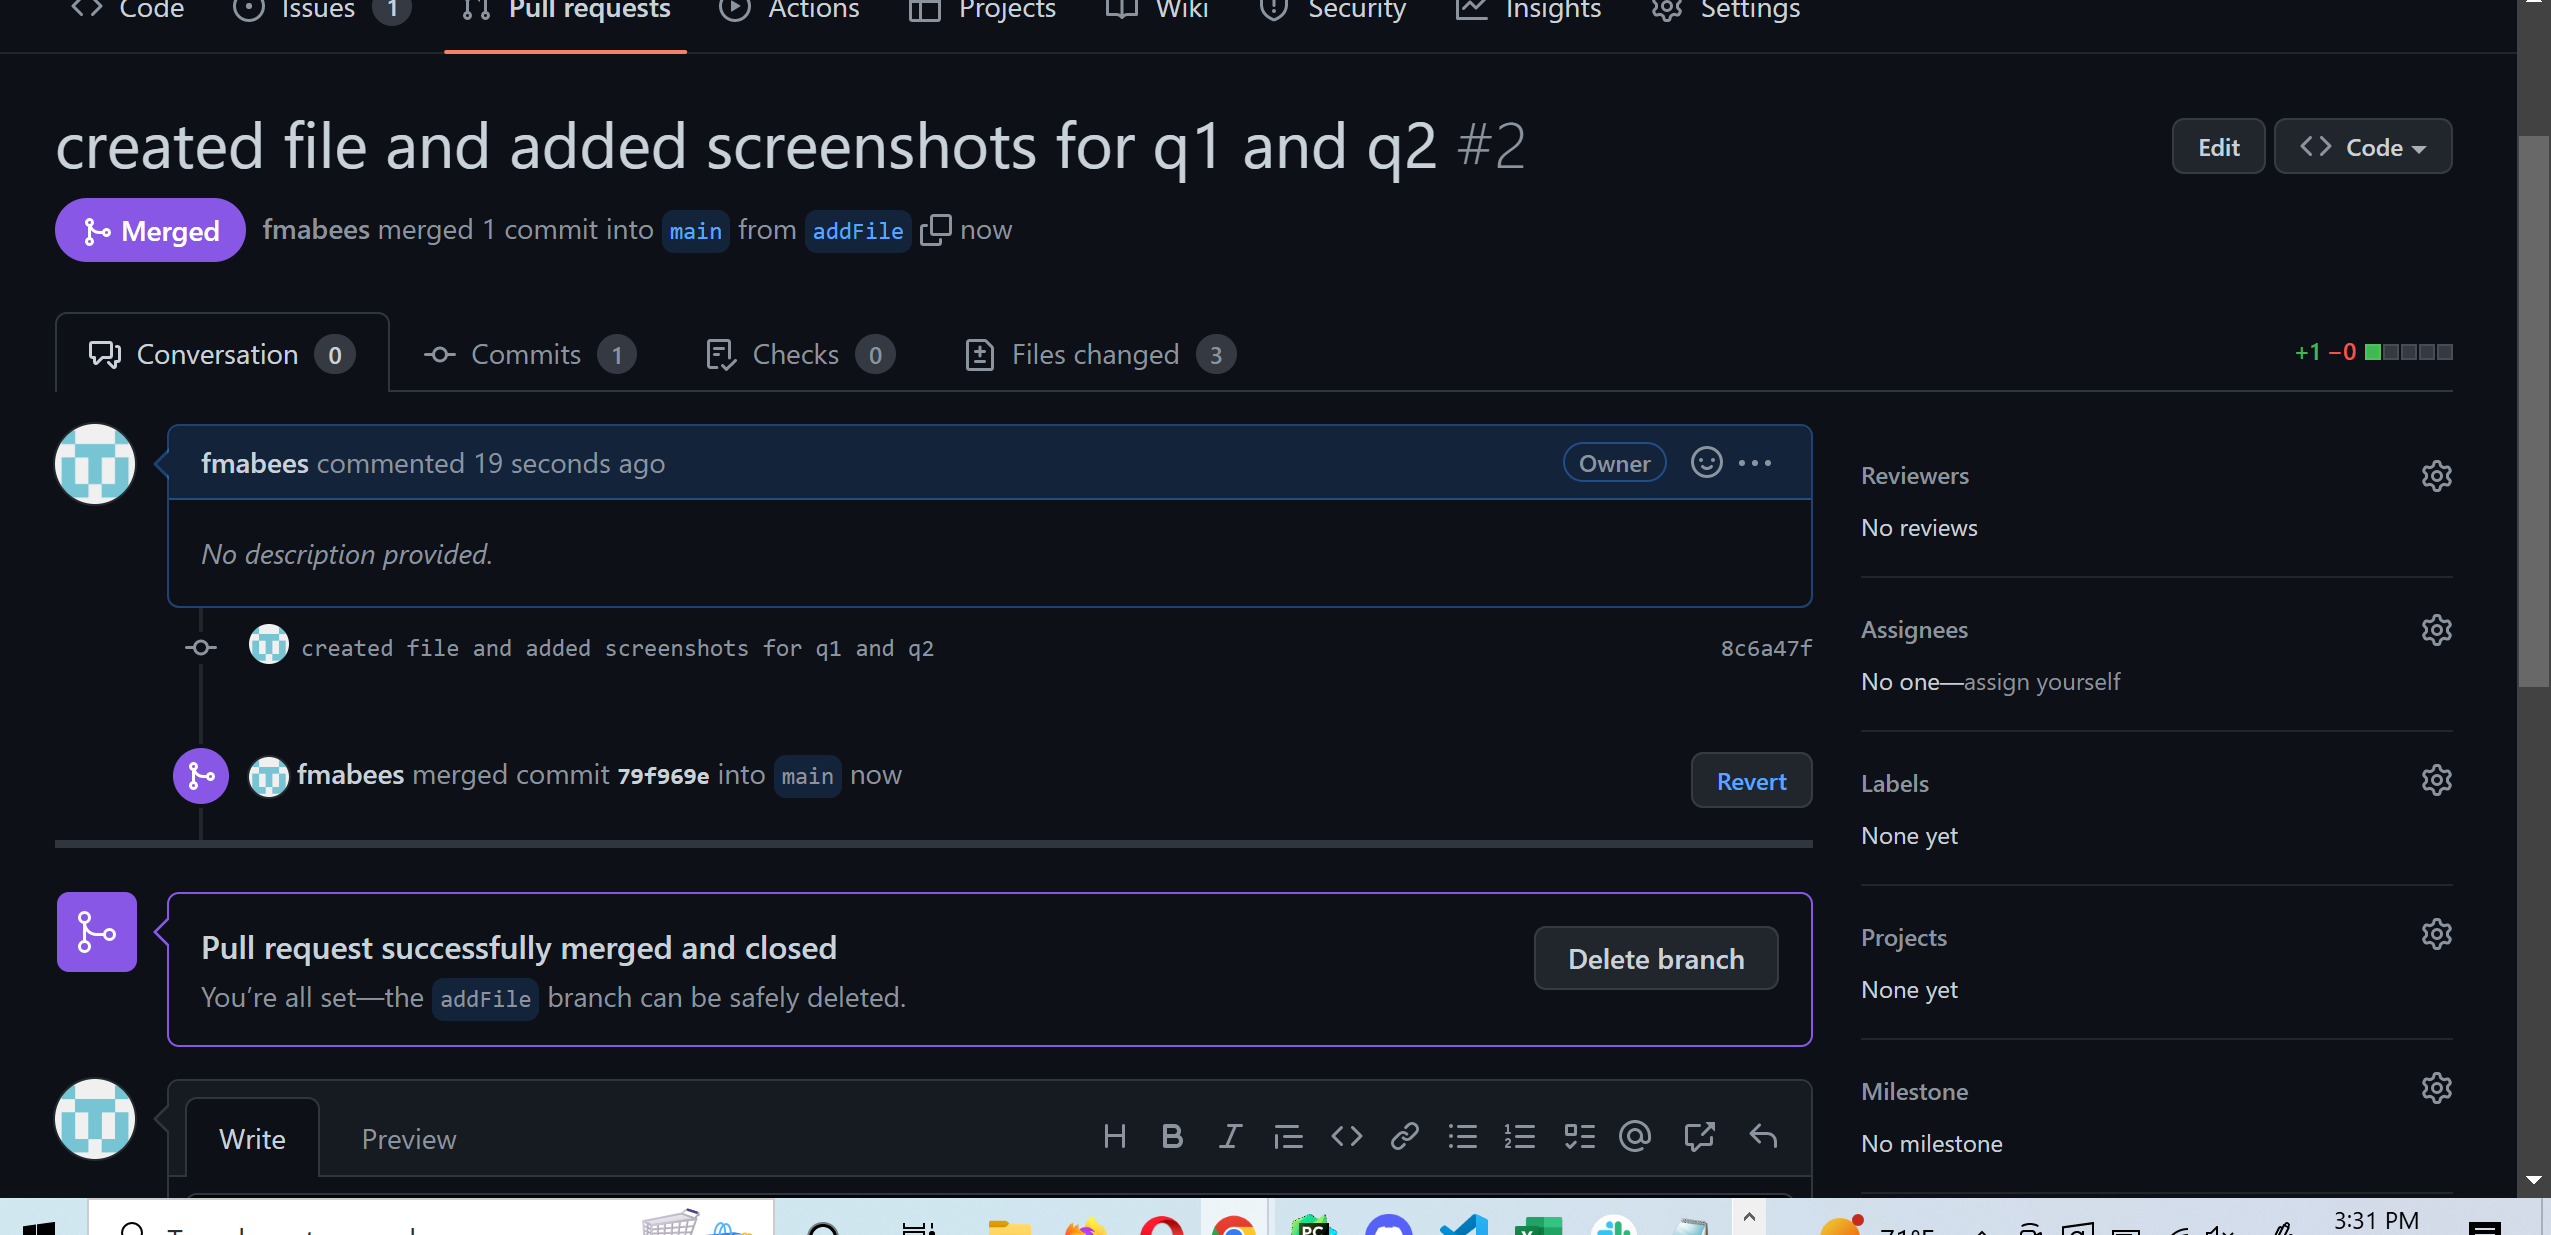 Code Issues 1 Pull requests Actions Projects Wiki Security Insights Settings
created file and added screenshots for q1 and q2 #2
Edit Code
Merged fmabees merged 1 commit into main from addFile now
Conversation 0 Commits 1 Checks 0 Files changed 3 +1 −0
fmabees commented 19 seconds ago Owner
No description provided.
created file and added screenshots for q1 and q2 8c6a47f
fmabees merged commit 79f969e into main now Revert
Pull request successfully merged and closed
You’re all set—the addFile branch can be safely deleted.
Delete branch
Write Preview
Reviewers
No reviews
Assignees
No one—assign yourself
Labels
None yet
Projects
None yet
Milestone
No milestone
3:31 PM